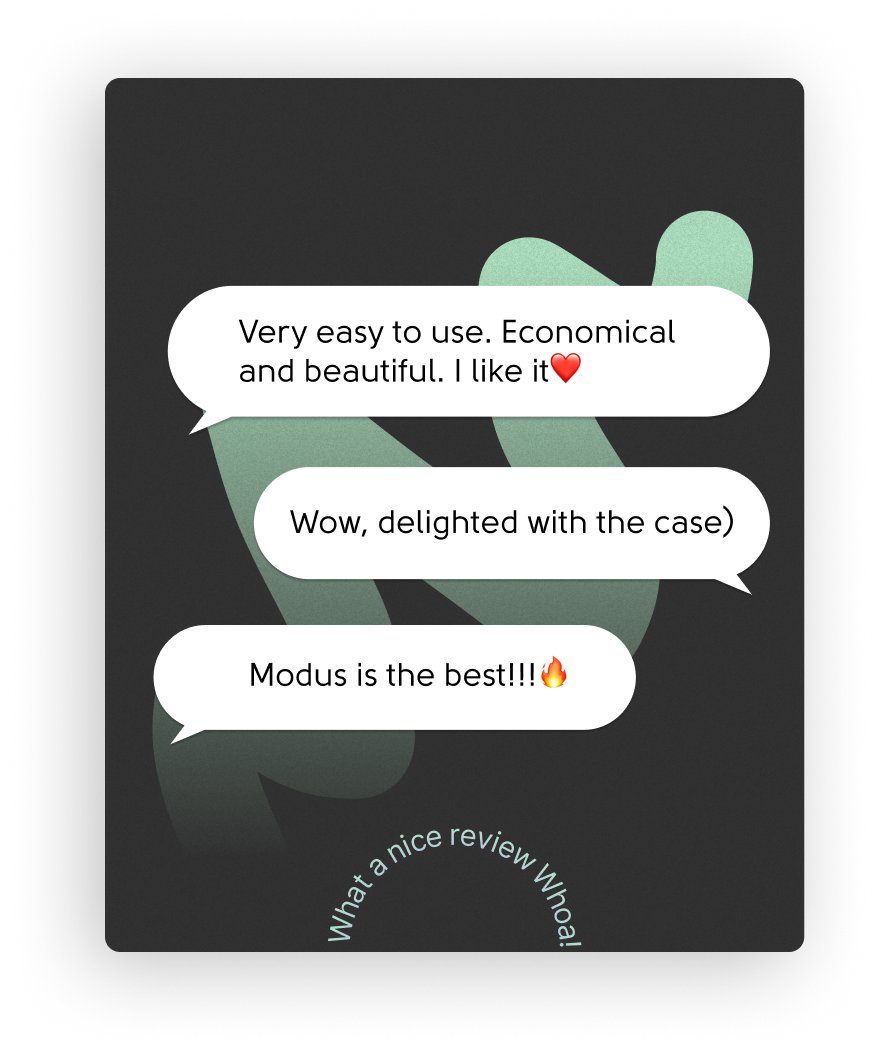 Very easy to use. Economical
and beautiful. I like it❤️
Wow, delighted with the case)
Modus is the best!!!🔥
What a nice review Whoa!